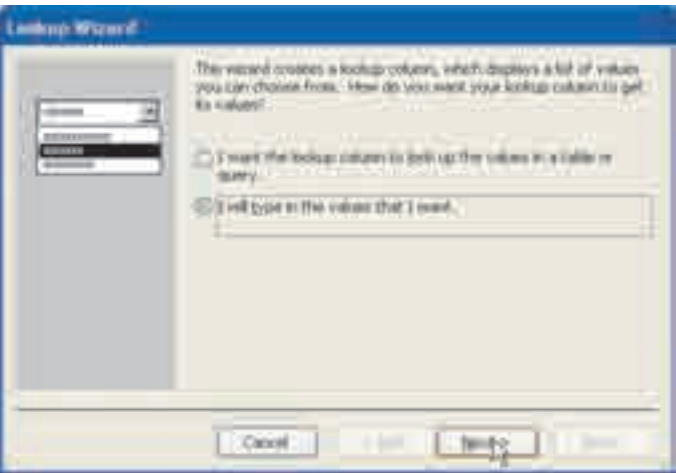 Lookup Wizard
This wizard creates a lookup column, which displays a list of values
you can choose from. How do you want your lookup column to get
its values?
I want the lookup column to look up the values in a table or
query.
I will type in the values that I want.
Cancel
Next >